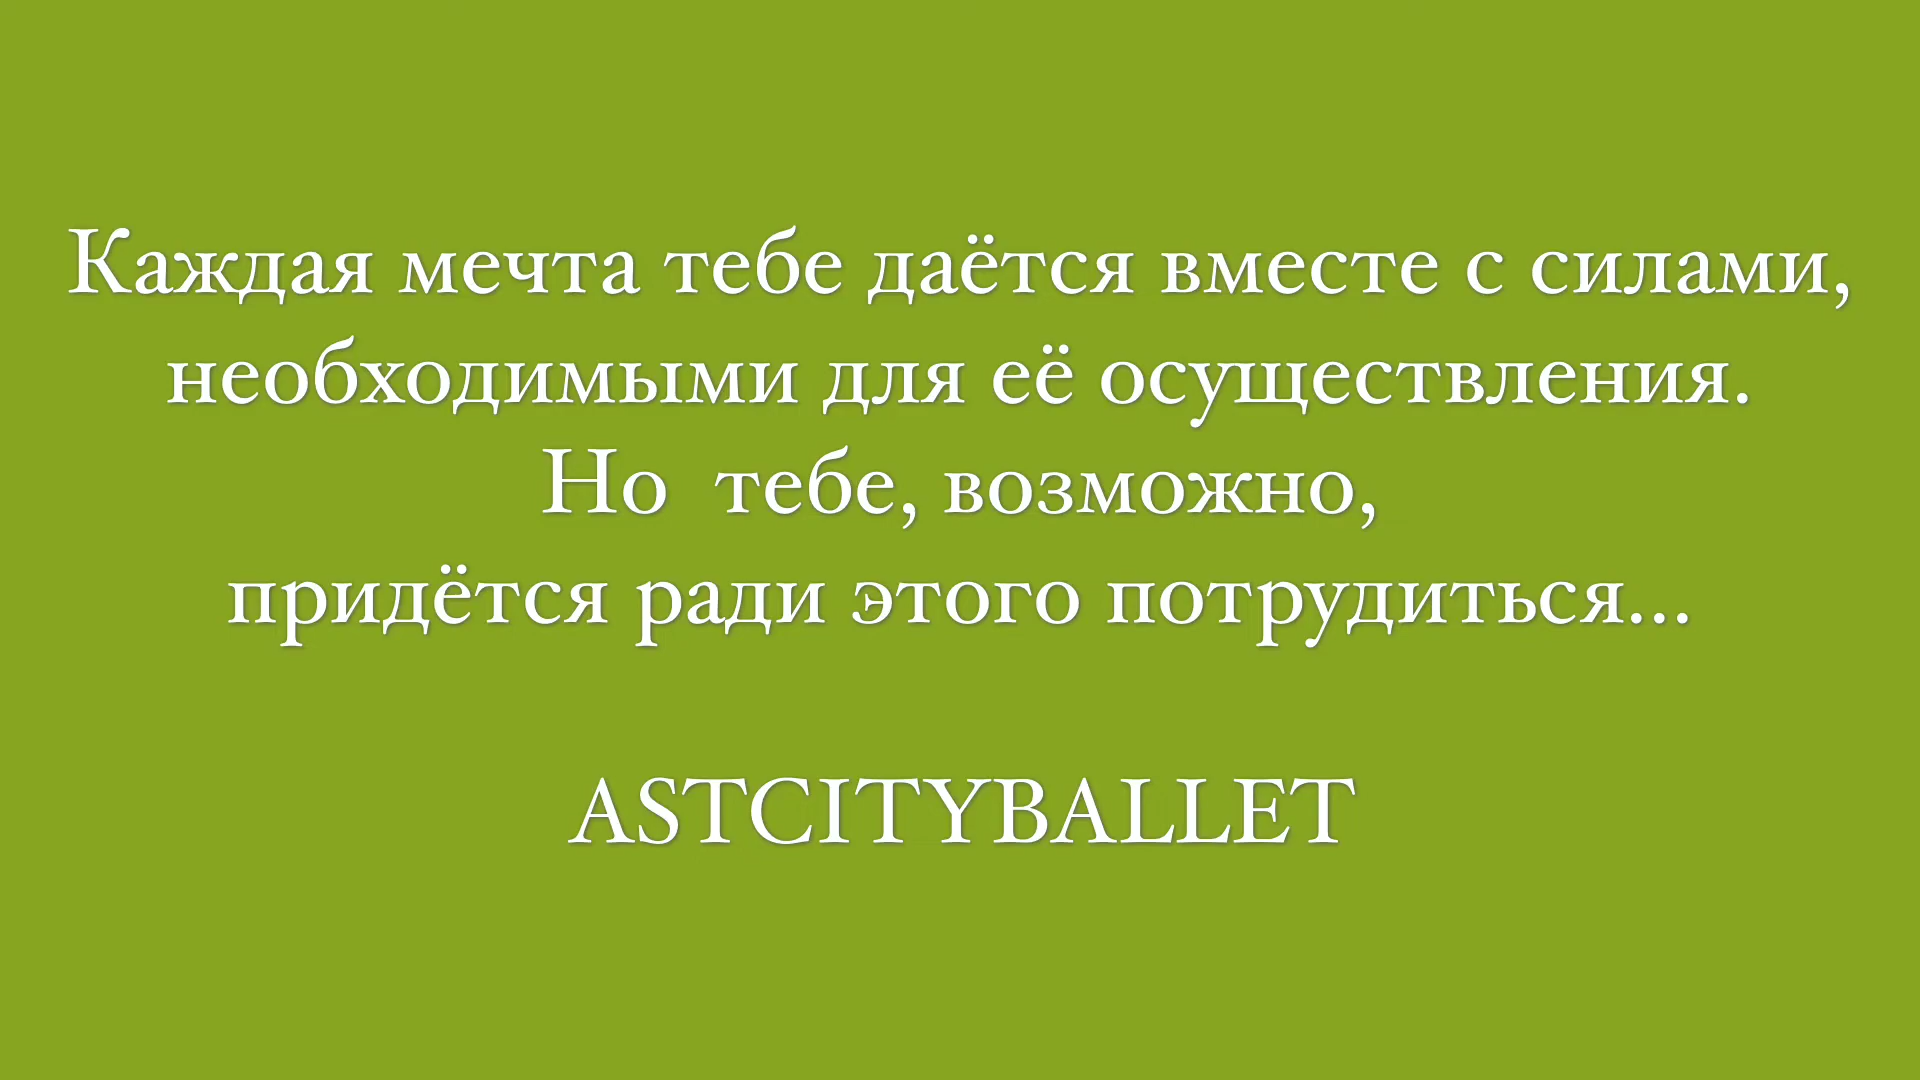 Каждая мечта тебе даётся вместе с силами,
необходимыми для её осуществления.
Но  тебе, возможно,
придётся ради этого потрудиться...
ASTCITYBALLET